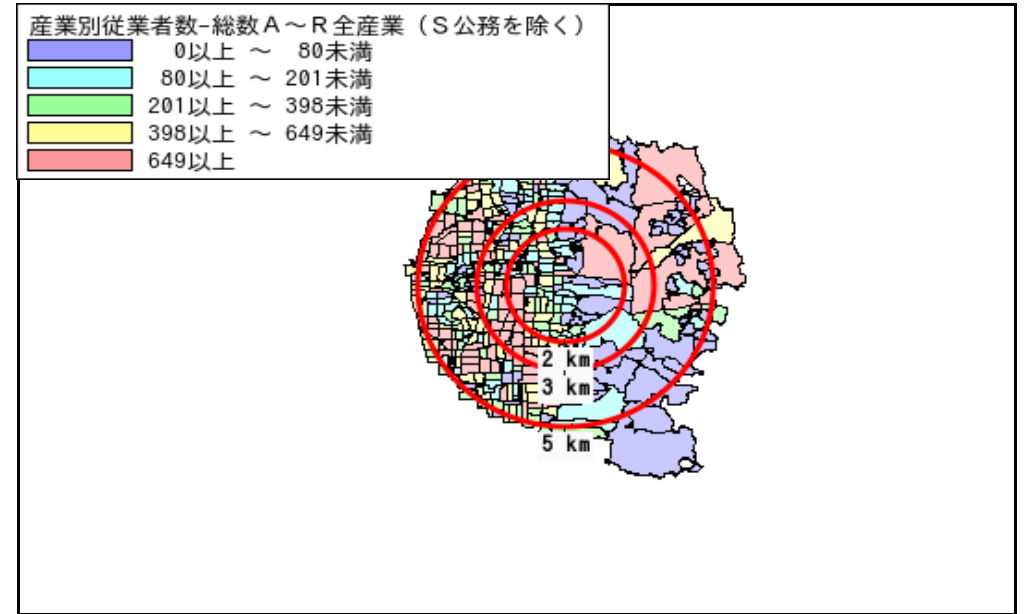 産業別従業者数−総数Ａ～Ｒ全産業（Ｓ公務を除く）
0以上 ～ 80未満
80以上 ～ 201未満
201以上 ～ 398未満
398以上 ～ 649未満
649以上
2 km
3 km
5 km